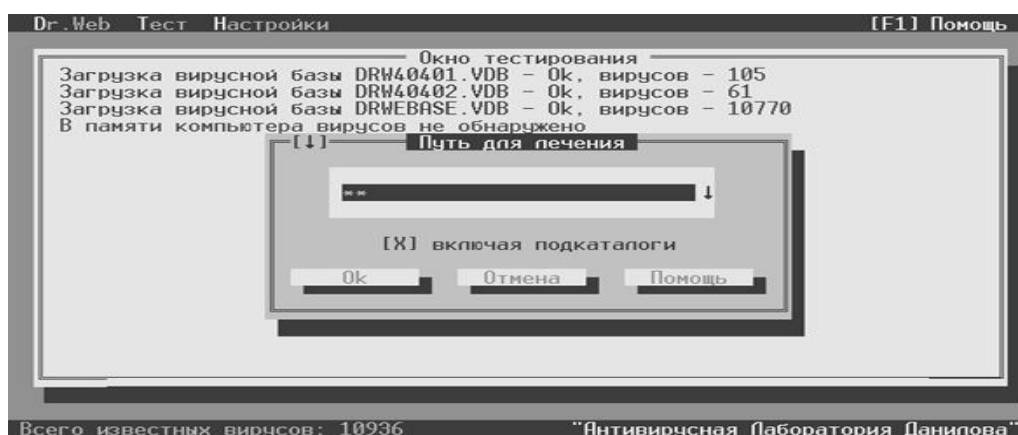 Dr.Web Тест Настройки [F1] Помощь
Окно тестирования
Загрузка вирусной базы DRW40401.VDB - Ok, вирусов - 105
Загрузка вирусной базы DRW40402.VDB - Ok, вирусов - 61
Загрузка вирусной базы DRWEBASE.VDB - Ok, вирусов - 10770
В памяти компьютера вирусов не обнаружено
[↓] Путь для лечения
** ↓
[X] включая подкаталоги
Ok Отмена Помощь
Всего известных вирусов: 10936 "Антивирусная Лаборатория Данилова"